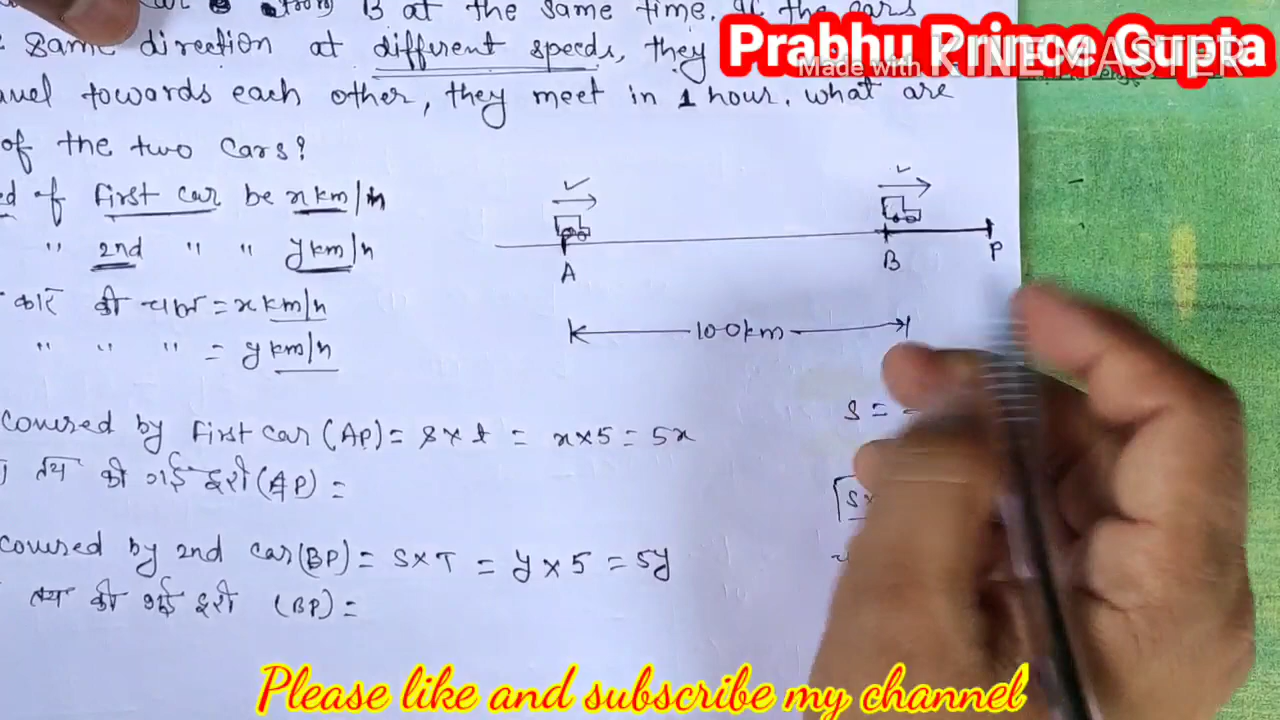 B at the same time. If the cars
same direction at different speeds, they
Prabhu Prince Gupta
Made with KINEMASTER
towards each other, they meet in 1 hour. What are
of the two cars?
of First car be x km/h
" 2nd " " y km/h
A
B
P
कार की चाल = x km/h
" " " = y km/h
100km
S =
covered by First car (AP) = S × t = x × 5 = 5x
तय की गई दूरी (AP) =
covered by 2nd car (BP) = S × T = y × 5 = 5y
तय की गई दूरी (BP) =
Please like and subscribe my channel